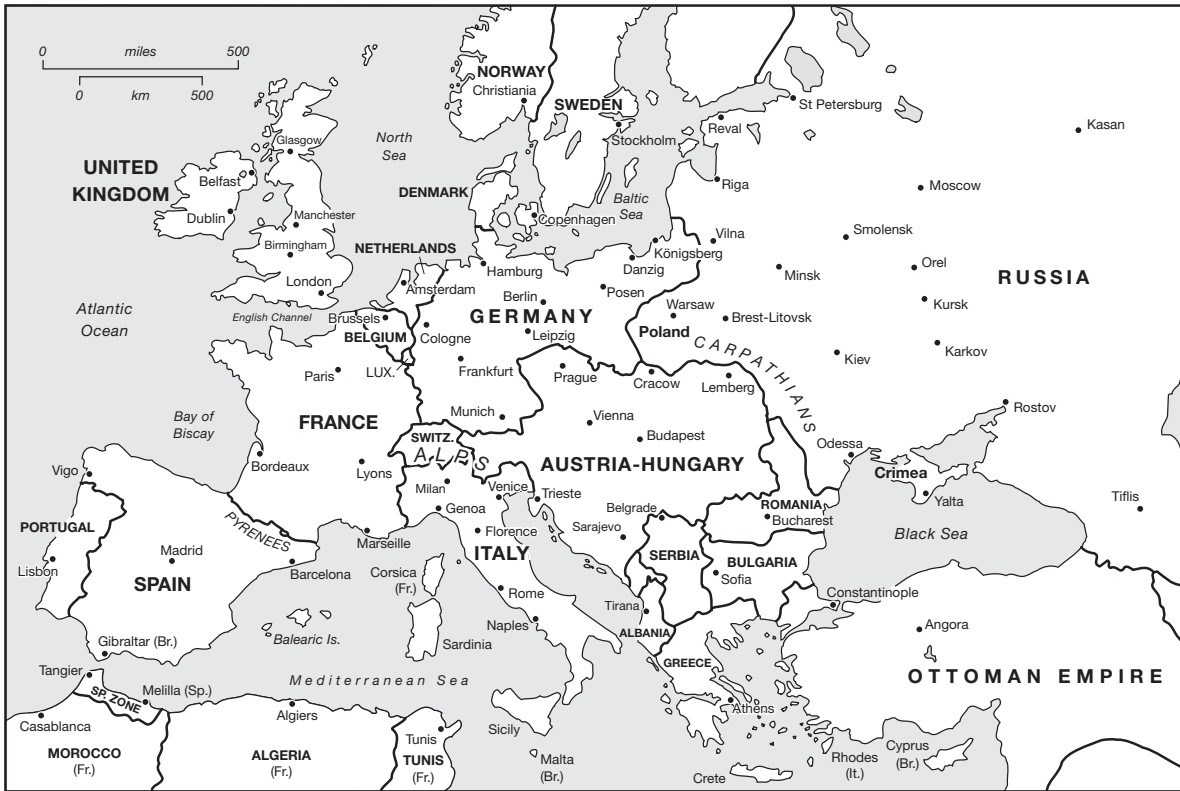 0 miles 500
0 km 500
NORWAY
Christiania
SWEDEN
Stockholm
St Petersburg
Reval
Kasan
North
Sea
Glasgow
UNITED
KINGDOM
Belfast
Dublin
Manchester
Birmingham
London
DENMARK
Copenhagen
Baltic
Sea
Riga
Moscow
Smolensk
Vilna
Königsberg
Danzig
Minsk
Orel
RUSSIA
Kursk
Karkov
Kiev
NETHERLANDS
Amsterdam
Hamburg
Berlin
Posen
GERMANY
Leipzig
Warsaw
Poland
Brest-Litovsk
CARPATHIANS
Atlantic
Ocean
English Channel
Brussels
BELGIUM
Cologne
LUX.
Frankfurt
Paris
Prague
Cracow
Lemberg
Munich
Vienna
Budapest
Rostov
Odessa
Bay of
Biscay
FRANCE
SWITZ.
ALPS
AUSTRIA-HUNGARY
Crimea
Yalta
Bordeaux
Lyons
Vigo
Milan
Venice
Trieste
Genoa
Belgrade
ROMANIA
Bucharest
Tiflis
PORTUGAL
PYRENEES
Marseille
Florence
ITALY
Sarajevo
SERBIA
BULGARIA
Sofia
Black Sea
Madrid
Lisbon
SPAIN
Barcelona
Corsica
(Fr.)
Rome
Naples
Tirana
ALBANIA
Constantinople
Angora
Balearic Is.
Sardinia
Gibraltar (Br.)
GREECE
OTTOMAN EMPIRE
Tangier
SP. ZONE
Melilla (Sp.)
Mediterranean Sea
Athens
Casablanca
Algiers
Sicily
Tunis
MOROCCO
(Fr.)
ALGERIA
(Fr.)
TUNIS
(Fr.)
Malta
(Br.)
Crete
Rhodes
(It.)
Cyprus
(Br.)